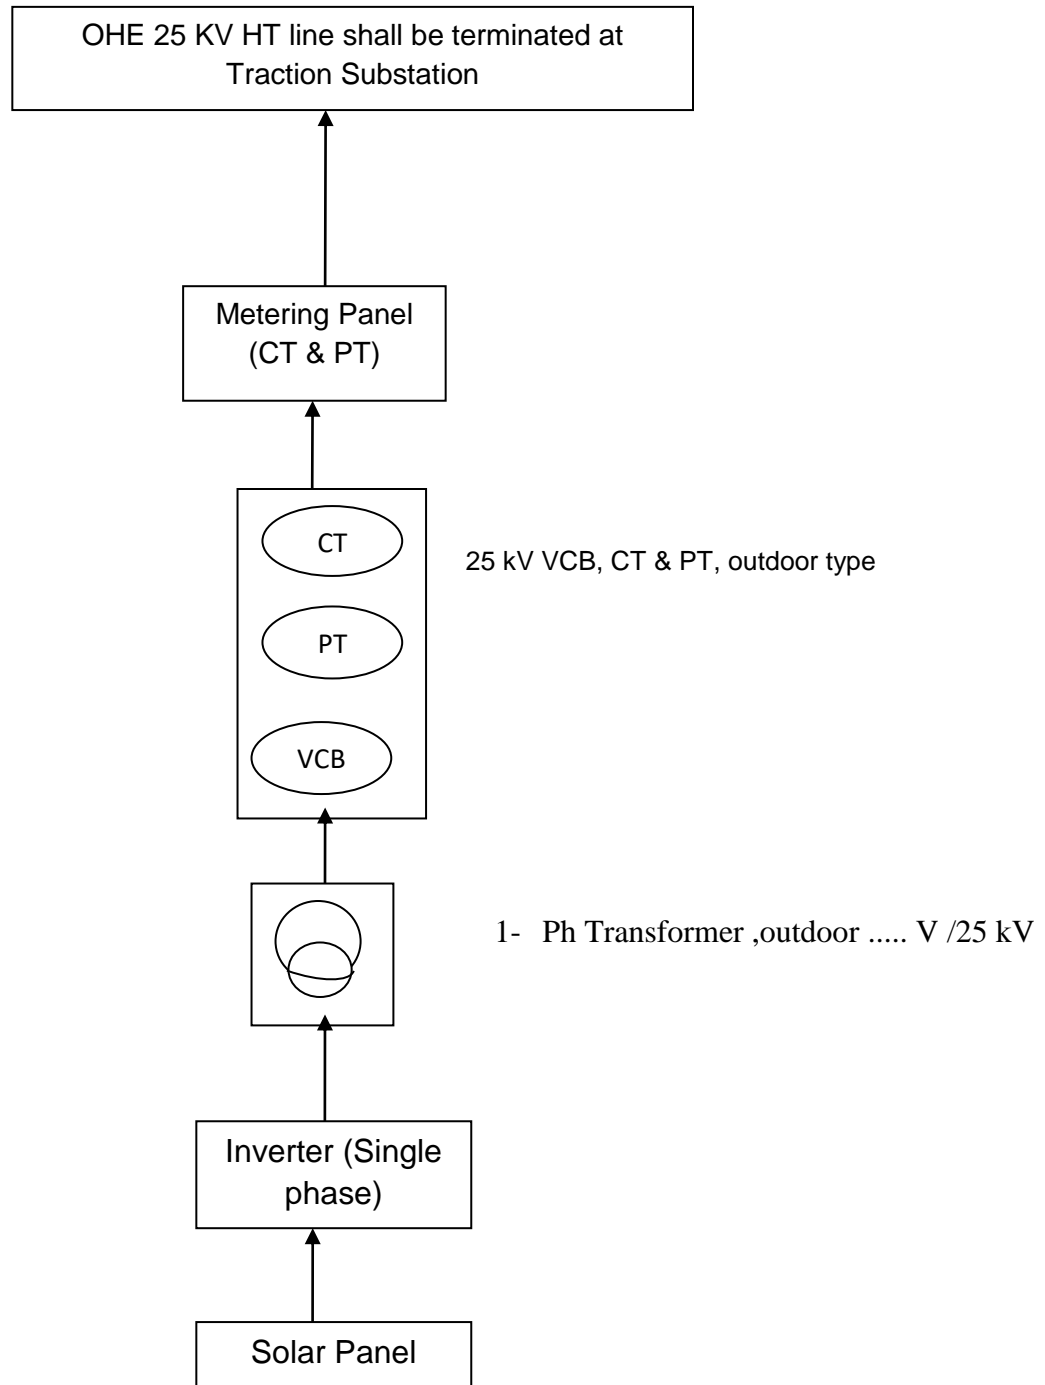 OHE 25 KV HT line shall be terminated at
Traction Substation
Metering Panel
(CT & PT)
CT
25 kV VCB, CT & PT, outdoor type
PT
VCB
1- Ph Transformer ,outdoor ..... V /25 kV
Inverter (Single
phase)
Solar Panel